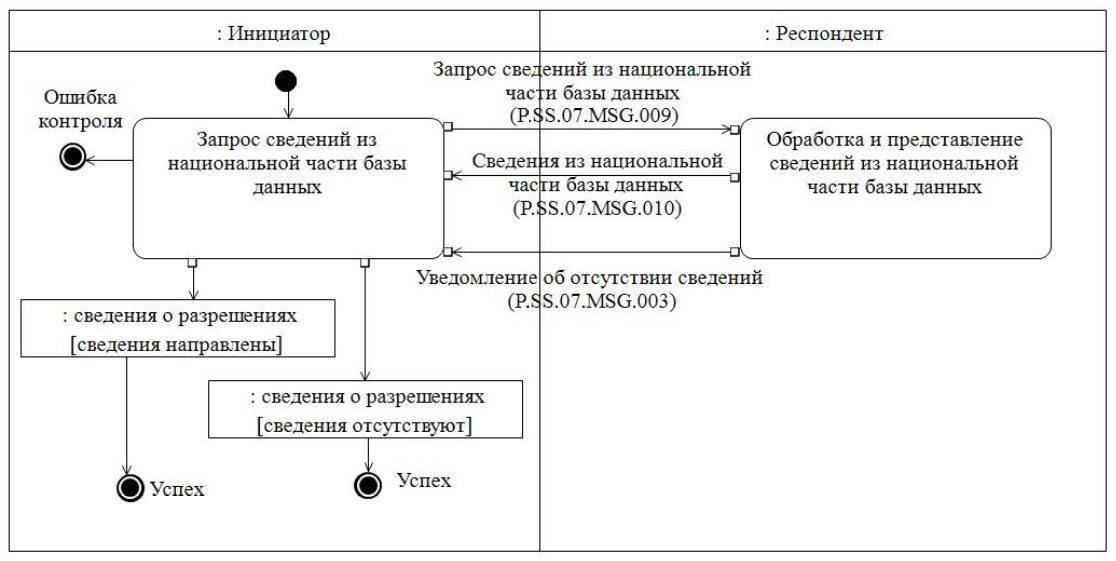 : Инициатор
: Респондент
Ошибка
контроля
Запрос сведений из
национальной части базы
данных
Запрос сведений из национальной
части базы данных
(P.SS.07.MSG.009)
Сведения из национальной
части базы данных
(P.SS.07.MSG.010)
Уведомление об отсутствии сведений
(P.SS.07.MSG.003)
Обработка и представление
сведений из национальной
части базы данных
: сведения о разрешениях
[сведения направлены]
: сведения о разрешениях
[сведения отсутствуют]
Успех
Успех